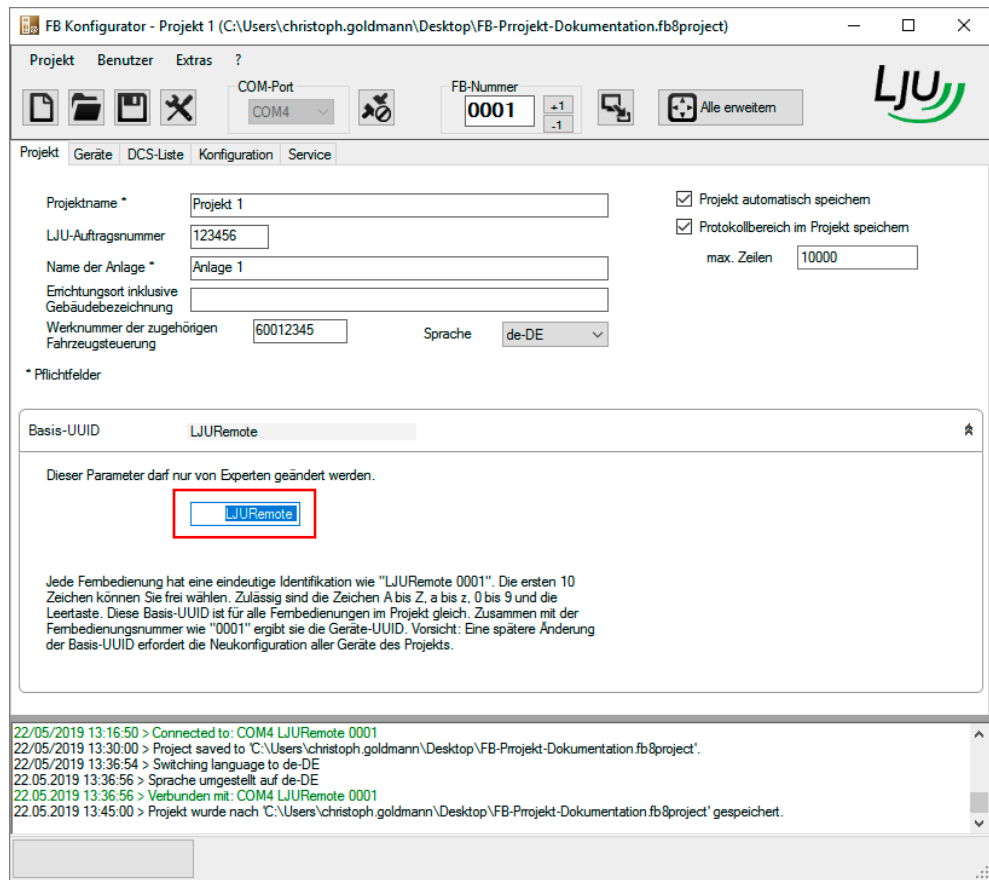 FB Konfigurator - Projekt 1 (C:\Users\christoph.goldmann\Desktop\FB-Prrojekt-Dokumentation.fb8project)
Projekt Benutzer Extras ?
COM-Port
COM4
FB-Nummer
0001
+1
-1
Alle erweitern
LJU
Projekt Geräte DCS-Liste Konfiguration Service
Projektname * Projekt 1
LJU-Auftragsnummer 123456
Name der Anlage * Anlage 1
Errichtungsort inklusive
Gebäudebezeichnung
Werknummer der zugehörigen
Fahrzeugsteuerung
60012345
Sprache de-DE
* Pflichtfelder
Projekt automatisch speichern
Protokollbereich im Projekt speichern
max. Zeilen 10000
Basis-UUID LJURemote
Dieser Parameter darf nur von Experten geändert werden.
LJURemote
Jede Fernbedienung hat eine eindeutige Identifikation wie "LJURemote 0001". Die ersten 10
Zeichen können Sie frei wählen. Zulässig sind die Zeichen A bis Z, a bis z, 0 bis 9 und die
Leertaste. Diese Basis-UUID ist für alle Fernbedienungen im Projekt gleich. Zusammen mit der
Fernbedienungsnummer wie "0001" ergibt sie die Geräte-UUID. Vorsicht: Eine spätere Änderung
der Basis-UUID erfordert die Neukonfiguration aller Geräte des Projekts.
22/05/2019 13:16:50 > Connected to: COM4 LJURemote 0001
22/05/2019 13:30:00 > Project saved to 'C:\Users\christoph.goldmann\Desktop\FB-Prrojekt-Dokumentation.fb8project'.
22/05/2019 13:36:54 > Switching language to de-DE
22.05.2019 13:36:56 > Sprache umgestellt auf de-DE
22.05.2019 13:36:56 > Verbunden mit: COM4 LJURemote 0001
22.05.2019 13:45:00 > Projekt wurde nach 'C:\Users\christoph.goldmann\Desktop\FB-Prrojekt-Dokumentation.fb8project' gespeichert.